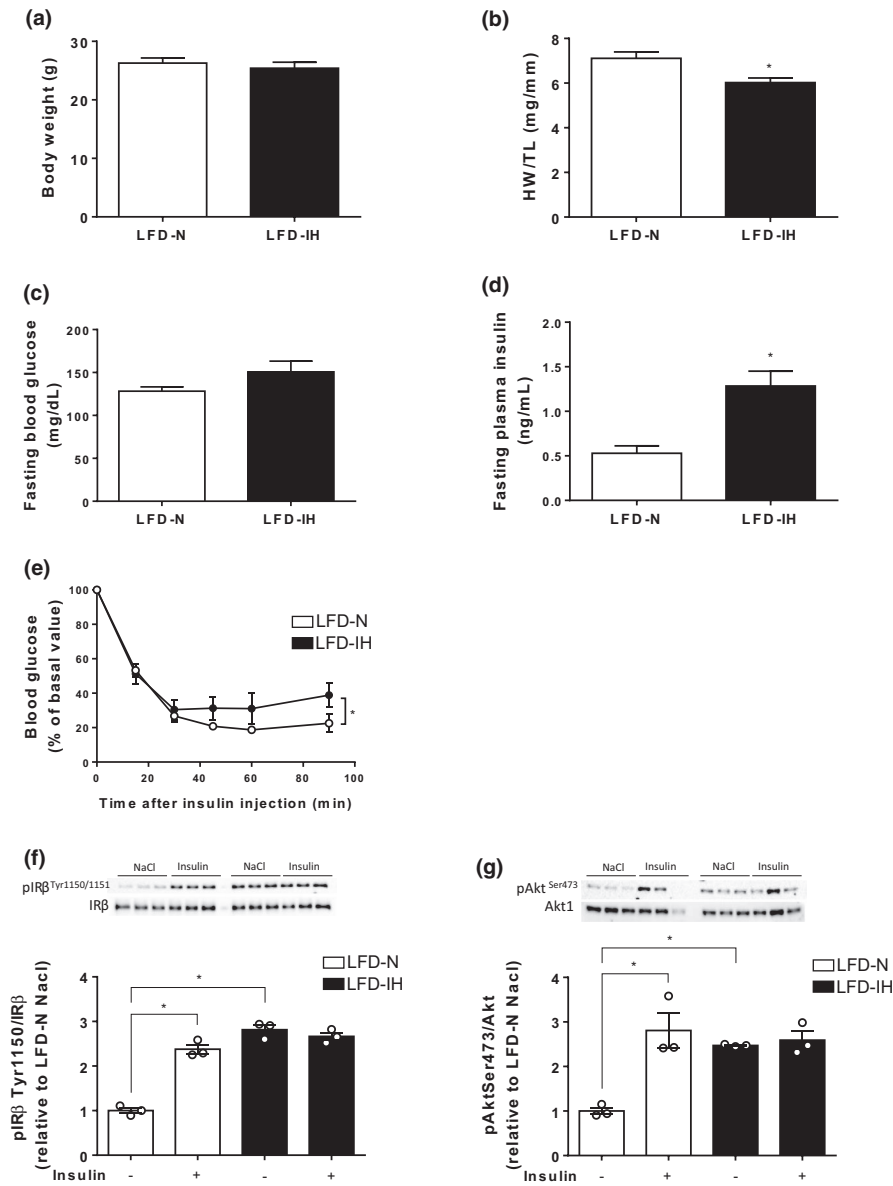 (a)
Body weight (g)
30
20
10
0
LFD-N LFD-IH
(b)
HW/TL (mg/mm)
8
6
4
2
0
*
LFD-N LFD-IH
(c)
Fasting blood glucose
(mg/dL)
200
150
100
50
0
LFD-N LFD-IH
(d)
Fasting plasma insulin
(ng/mL)
2.0
1.5
1.0
0.5
0.0
*
LFD-N LFD-IH
(e)
Blood glucose
(% of basal value)
100
80
60
40
20
0
LFD-N
LFD-IH
*
0 20 40 60 80 100
Time after insulin injection (min)
(f)
NaCl Insulin NaCl Insulin
pIRβTyr1150/1151
IRβ
pIRβ Tyr1150/IRβ
(relative to LFD-N Nacl)
4
3
2
1
0
LFD-N
LFD-IH
*
*
Insulin - + - +
(g)
NaCl Insulin NaCl Insulin
pAkt Ser473
Akt1
pAktSer473/Akt
(relative to LFD-N Nacl)
4
3
2
1
0
LFD-N
LFD-IH
*
*
Insulin - + - +